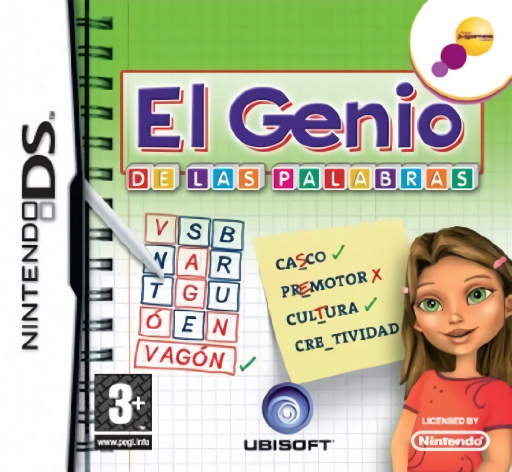 NINTENDO DS
TM
El Genio
DE LAS PALABRAS
V S B
N A R
T G U
Ó E N
VAGÓN
CASCO
PREMOTOR X
CULTURA
CRE_TIVIDAD
3+
www.pegi.info
UBISOFT
LICENSED BY
Nintendo